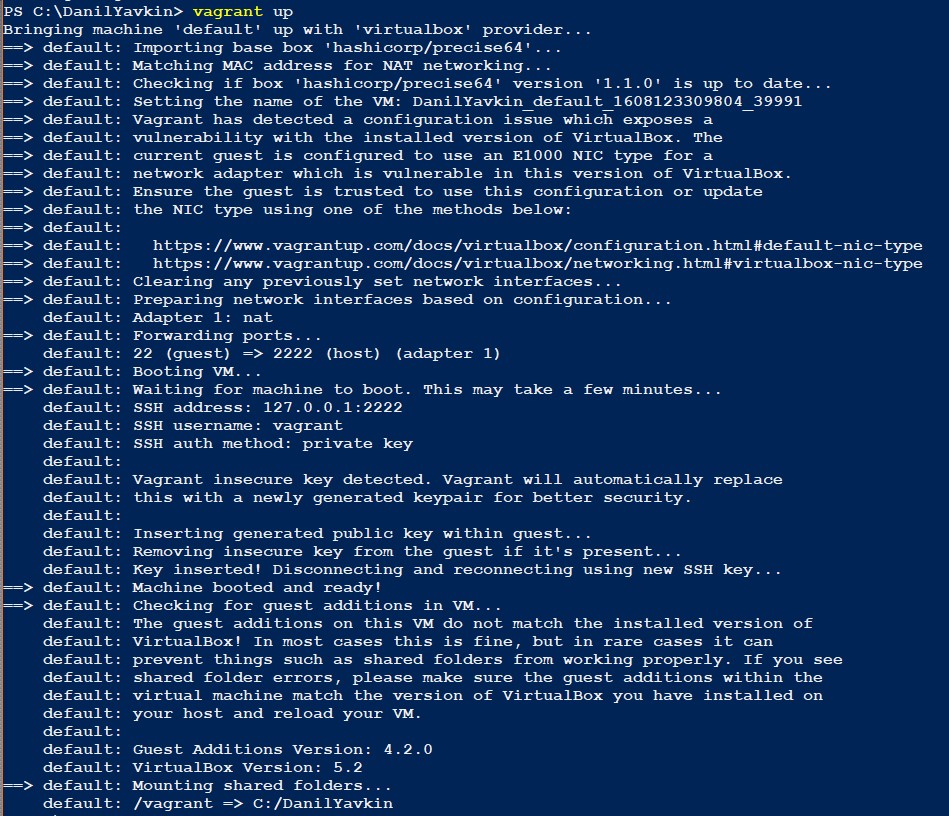 PS C:\DanilYavkin> vagrant up
Bringing machine 'default' up with 'virtualbox' provider...
==> default: Importing base box 'hashicorp/precise64'...
==> default: Matching MAC address for NAT networking...
==> default: Checking if box 'hashicorp/precise64' version '1.1.0' is up to date...
==> default: Setting the name of the VM: DanilYavkin_default_1608123309804_39991
==> default: Vagrant has detected a configuration issue which exposes a
==> default: vulnerability with the installed version of VirtualBox. The
==> default: current guest is configured to use an E1000 NIC type for a
==> default: network adapter which is vulnerable in this version of VirtualBox.
==> default: Ensure the guest is trusted to use this configuration or update
==> default: the NIC type using one of the methods below:
==> default:
==> default:   https://www.vagrantup.com/docs/virtualbox/configuration.html#default-nic-type
==> default:   https://www.vagrantup.com/docs/virtualbox/networking.html#virtualbox-nic-type
==> default: Clearing any previously set network interfaces...
==> default: Preparing network interfaces based on configuration...
    default: Adapter 1: nat
==> default: Forwarding ports...
    default: 22 (guest) => 2222 (host) (adapter 1)
==> default: Booting VM...
==> default: Waiting for machine to boot. This may take a few minutes...
    default: SSH address: 127.0.0.1:2222
    default: SSH username: vagrant
    default: SSH auth method: private key
    default:
    default: Vagrant insecure key detected. Vagrant will automatically replace
    default: this with a newly generated keypair for better security.
    default:
    default: Inserting generated public key within guest...
    default: Removing insecure key from the guest if it's present...
    default: Key inserted! Disconnecting and reconnecting using new SSH key...
==> default: Machine booted and ready!
==> default: Checking for guest additions in VM...
    default: The guest additions on this VM do not match the installed version of
    default: VirtualBox! In most cases this is fine, but in rare cases it can
    default: prevent things such as shared folders from working properly. If you see
    default: shared folder errors, please make sure the guest additions within the
    default: virtual machine match the version of VirtualBox you have installed on
    default: your host and reload your VM.
    default:
    default: Guest Additions Version: 4.2.0
    default: VirtualBox Version: 5.2
==> default: Mounting shared folders...
    default: /vagrant => C:/DanilYavkin